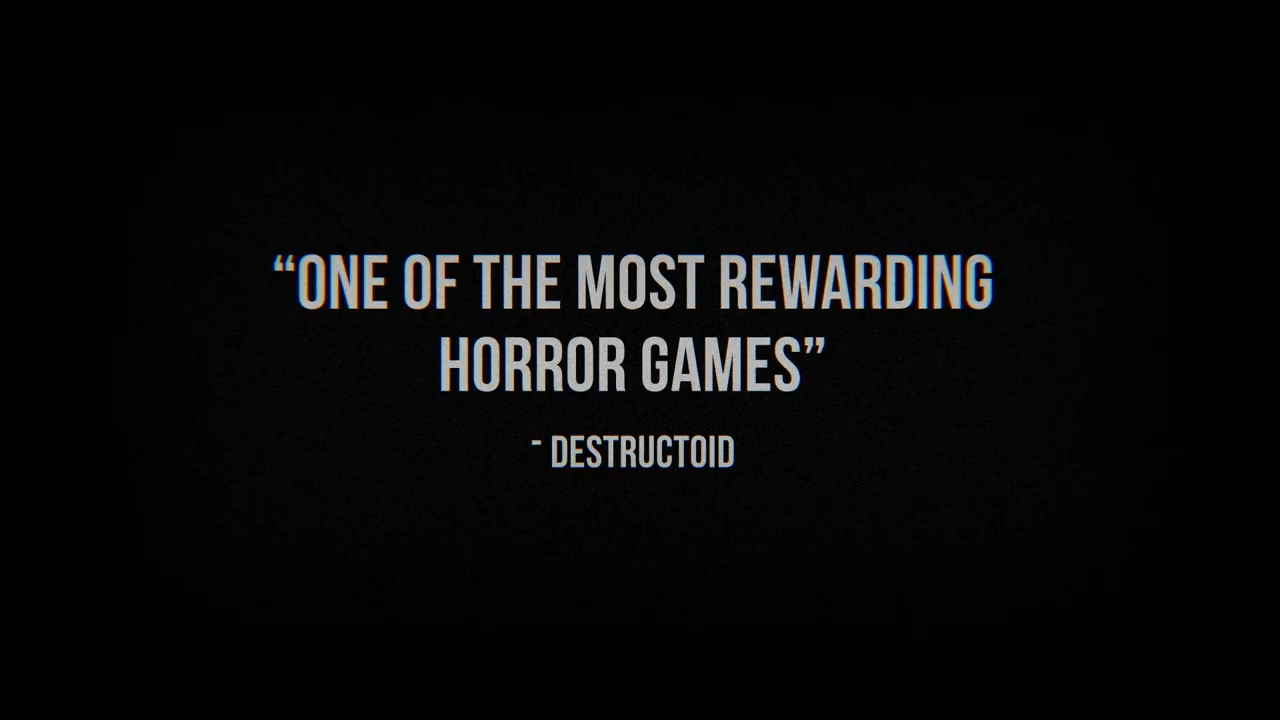 “ONE OF THE MOST REWARDING
HORROR GAMES”
- DESTRUCTOID